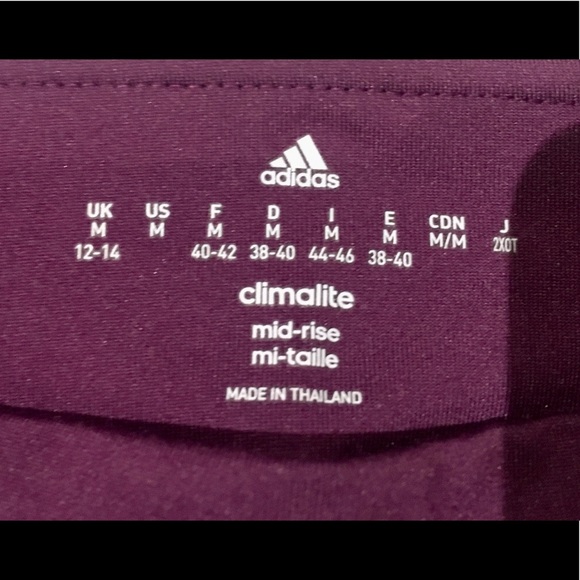 adidas
UK US F D I E CDN J
M M M M M M M/M 2XOT
12-14 40-42 38-40 44-46 38-40
climalite
mid-rise
mi-taille
MADE IN THAILAND